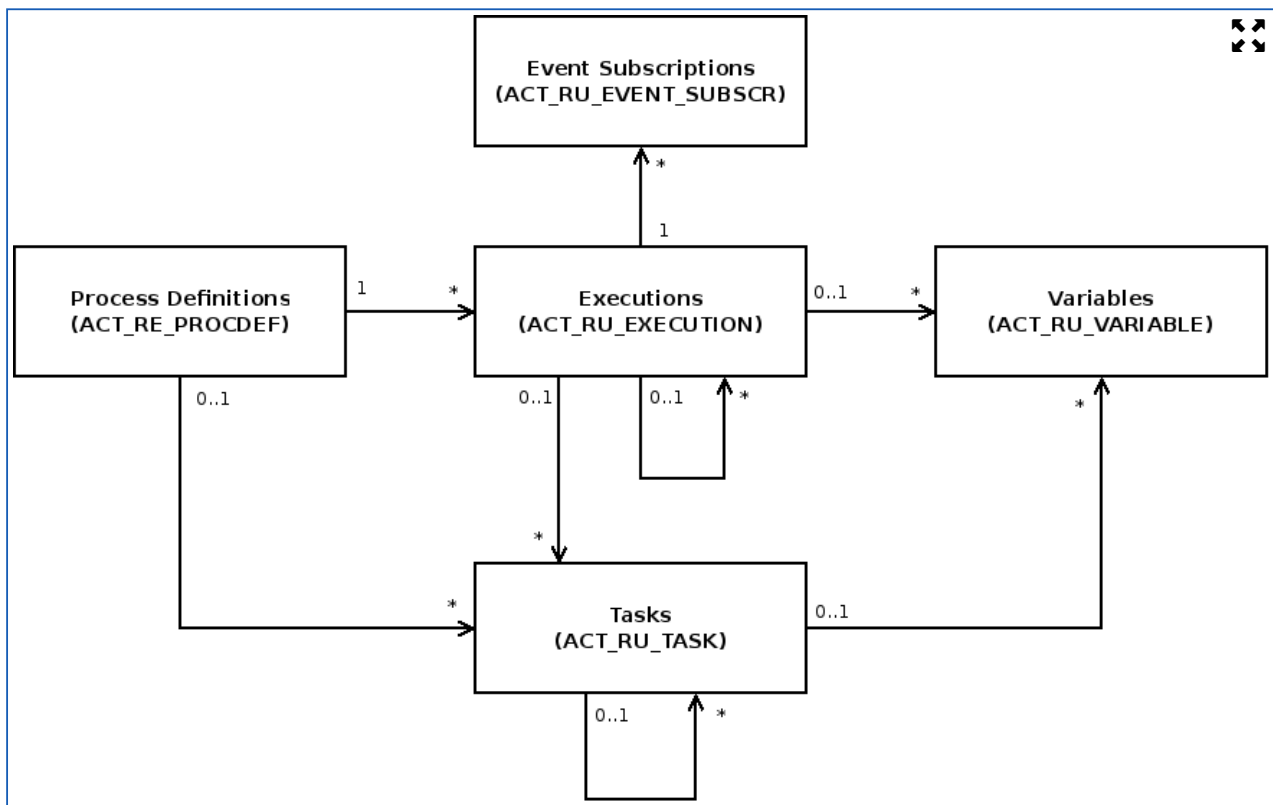 Event Subscriptions
(ACT_RU_EVENT_SUBSCR)
*
1
Process Definitions
(ACT_RE_PROCDEF)
1
*
Executions
(ACT_RU_EXECUTION)
0..1
*
Variables
(ACT_RU_VARIABLE)
0..1
0..1
0..1
*
*
*
*
Tasks
(ACT_RU_TASK)
0..1
0..1
*